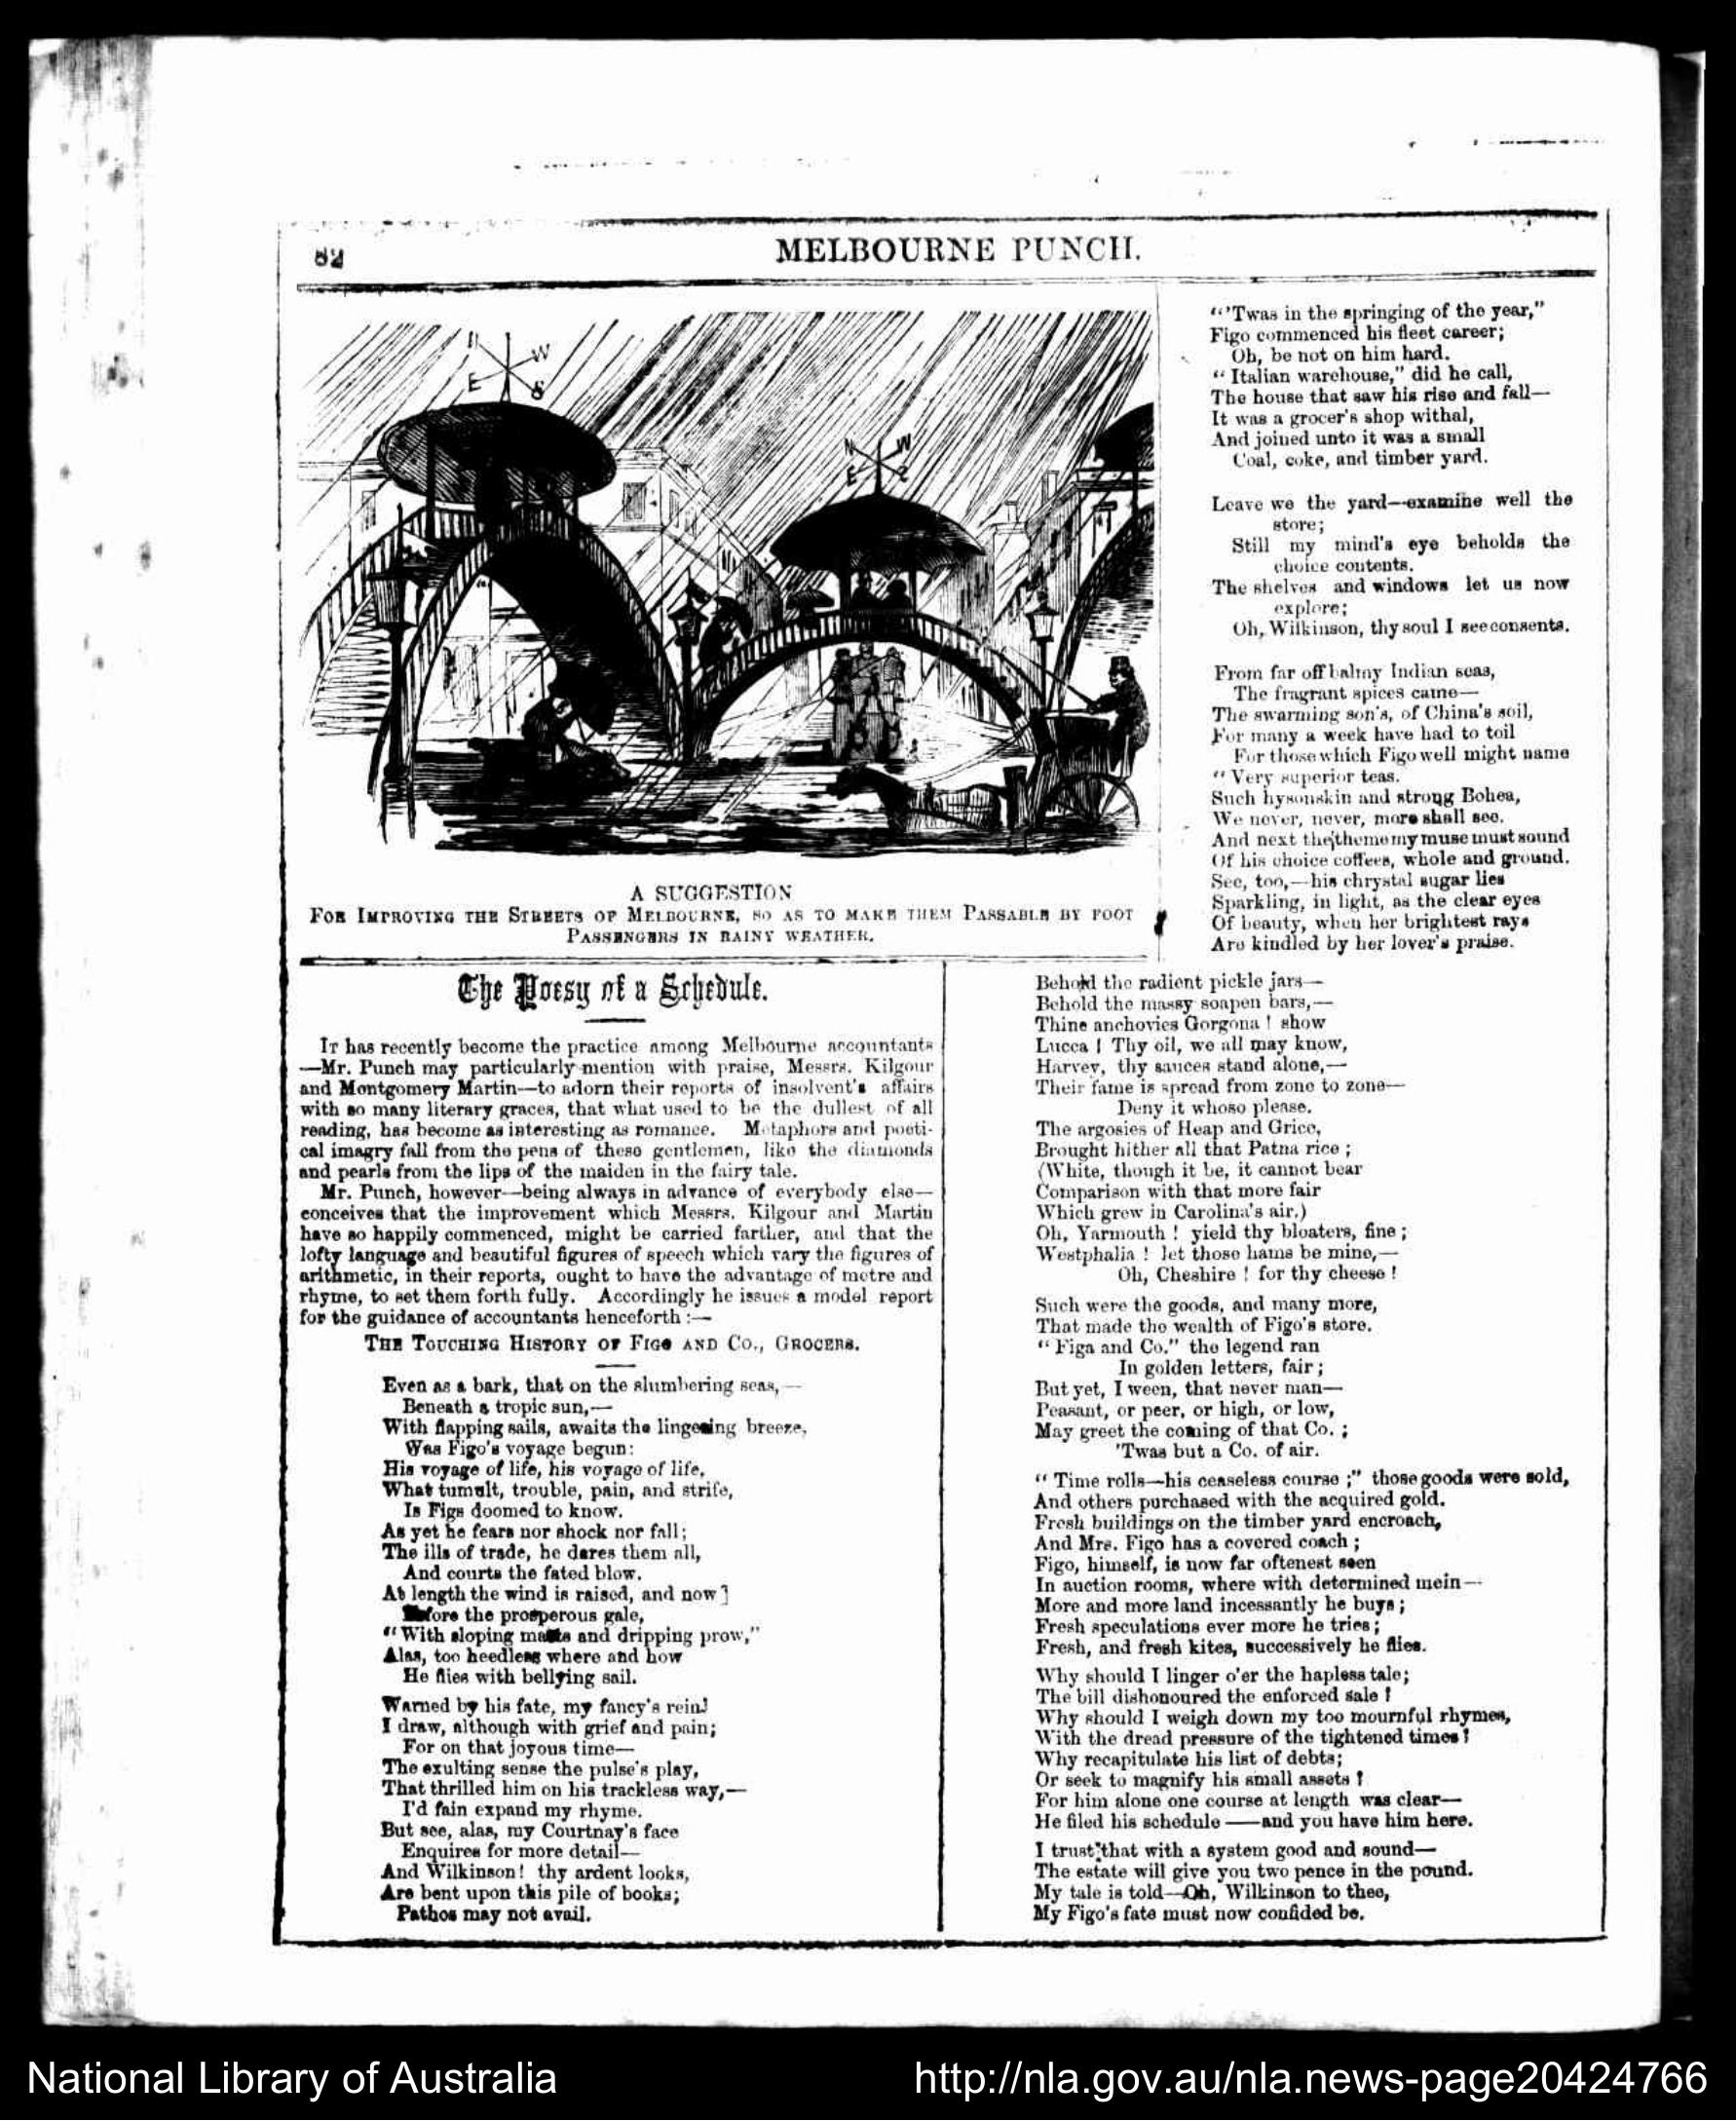 82
MELBOURNE PUNCH.
N
W
E
S
N
W
E
S
A SUGGESTION
FOR IMPROVING THE STREETS OF MELBOURNE, SO AS TO MAKE THEM PASSABLE BY FOOT
PASSENGERS IN RAINY WEATHER.
The Poesy of a Schedule.
IT has recently become the practice among Melbourne accountants
—Mr. Punch may particularly mention with praise, Messrs. Kilgour
and Montgomery Martin—to adorn their reports of insolvent's affairs
with so many literary graces, that what used to be the dullest of all
reading, has become as interesting as romance. Metaphors and poeti-
cal imagry fall from the pens of these gentlemen, like the diamonds
and pearls from the lips of the maiden in the fairy tale.
Mr. Punch, however—being always in advance of everybody else—
conceives that the improvement which Messrs. Kilgour and Martin
have so happily commenced, might be carried farther, and that the
lofty language and beautiful figures of speech which vary the figures of
arithmetic, in their reports, ought to have the advantage of metre and
rhyme, to set them forth fully. Accordingly he issues a model report
for the guidance of accountants henceforth :—
THE TOUCHING HISTORY OF FIGO AND CO., GROCERS.
Even as a bark, that on the slumbering seas,—
Beneath a tropic sun,—
With flapping sails, awaits the lingering breeze,
Was Figo's voyage begun:
His voyage of life, his voyage of life,
What tumult, trouble, pain, and strife,
Is Figs doomed to know.
As yet he fears nor shock nor fall;
The ills of trade, he dares them all,
And courts the fated blow.
At length the wind is raised, and now
Before the prosperous gale,
"With sloping masts and dripping prow,"
Alas, too heedless where and how
He flies with bellying sail.
Warned by his fate, my fancy's rein
I draw, although with grief and pain;
For on that joyous time—
The exulting sense the pulse's play,
That thrilled him on his trackless way,—
I'd fain expand my rhyme.
But see, alas, my Courtnay's face
Enquires for more detail—
And Wilkinson! thy ardent looks,
Are bent upon this pile of books;
Pathos may not avail.
"'Twas in the springing of the year,"
Figo commenced his fleet career;
Oh, be not on him hard.
"Italian warehouse," did he call,
The house that saw his rise and fall—
It was a grocer's shop withal,
And joined unto it was a small
Coal, coke, and timber yard.
Leave we the yard—examine well the
store;
Still my mind's eye beholds the
choice contents.
The shelves and windows let us now
explore;
Oh, Wilkinson, thy soul I see consents.
From far off balmy Indian seas,
The fragrant spices came—
The swarming son's, of China's soil,
For many a week have had to toil
For those which Figo well might name
"Very superior teas.
Such hysonskin and strong Bohea,
We never, never, more shall see.
And next the theme my muse must sound
Of his choice coffees, whole and ground.
See, too,—his chrystal sugar lies
Sparkling, in light, as the clear eyes
Of beauty, when her brightest rays
Are kindled by her lover's praise.
Behold the radient pickle jars—
Behold the massy soapen bars,—
Thine anchovies Gorgona ! show
Lucca ! Thy oil, we all may know,
Harvey, thy sauces stand alone,—
Their fame is spread from zone to zone—
Deny it whoso please.
The argosies of Heap and Grice,
Brought hither all that Patna rice ;
(White, though it be, it cannot bear
Comparison with that more fair
Which grew in Carolina's air.)
Oh, Yarmouth ! yield thy bloaters, fine ;
Westphalia ! let those hams be mine,—
Oh, Cheshire ! for thy cheese !
Such were the goods, and many more,
That made the wealth of Figo's store.
"Figa and Co." the legend ran
In golden letters, fair ;
But yet, I ween, that never man—
Peasant, or peer, or high, or low,
May greet the coming of that Co. ;
'Twas but a Co. of air.
"Time rolls—his ceaseless course ;" those goods were sold,
And others purchased with the acquired gold.
Fresh buildings on the timber yard encroach,
And Mrs. Figo has a covered coach ;
Figo, himself, is now far oftenest seen
In auction rooms, where with determined mein—
More and more land incessantly he buys ;
Fresh speculations ever more he tries ;
Fresh, and fresh kites, successively he flies.
Why should I linger o'er the hapless tale;
The bill dishonoured the enforced sale !
Why should I weigh down my too mournful rhymes,
With the dread pressure of the tightened times?
Why recapitulate his list of debts;
Or seek to magnify his small assets ?
For him alone one course at length was clear—
He filed his schedule —— and you have him here.
I trust that with a system good and sound—
The estate will give you two pence in the pound.
My tale is told—Oh, Wilkinson to thee,
My Figo's fate must now confided be.
National Library of Australia
http://nla.gov.au/nla.news-page20424766